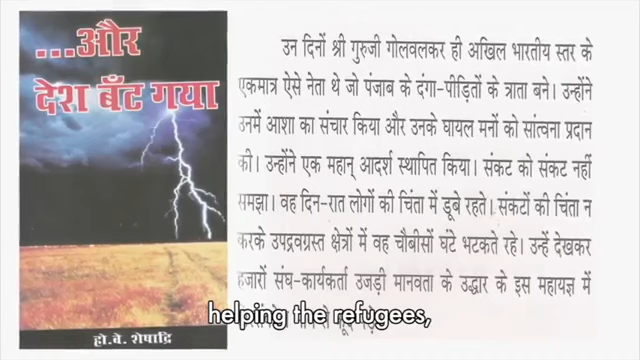 ...और
देश बँट गया
हो.वे. शेषाद्रि
उन दिनों श्री गुरुजी गोलवलकर ही अखिल भारतीय स्तर के
एकमात्र ऐसे नेता थे जो पंजाब के दंगा-पीड़ितों के त्राता बने। उन्होंने
उनमें आशा का संचार किया और उनके घायल मनों को सांत्वना प्रदान
की। उन्होंने एक महान् आदर्श स्थापित किया। संकट को संकट नहीं
समझा। वह दिन-रात लोगों की चिंता में डूबे रहते। संकटों की चिंता न
करके उपद्रवग्रस्त क्षेत्रों में वह चौबीसों घंटे भटकते रहे। उन्हें देखकर
हजारों संघ-कार्यकर्ता उजड़ी मानवता के उद्धार के इस महायज्ञ में
helping the refugees,